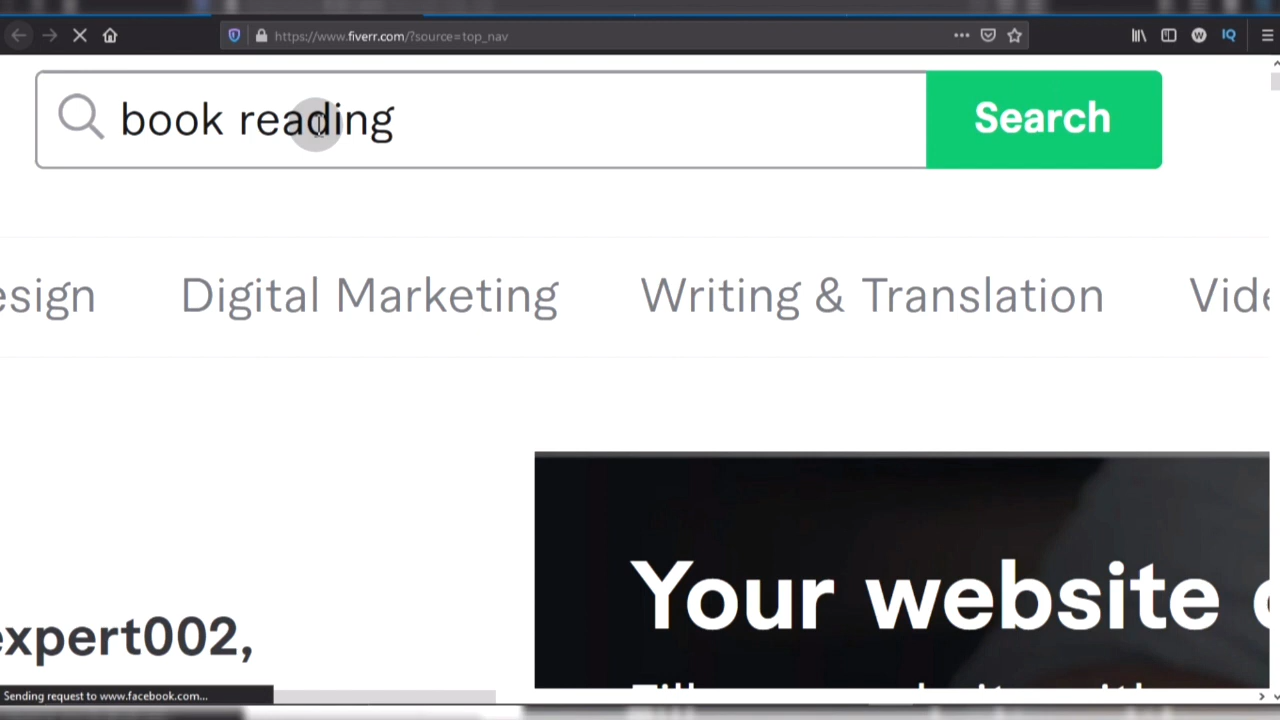 https://www.fiverr.com/?source=top_nav
W
IQ
book reading
Search
esign
Digital Marketing
Writing & Translation
Vide
Your website
expert002,
Sending request to www.facebook.com...